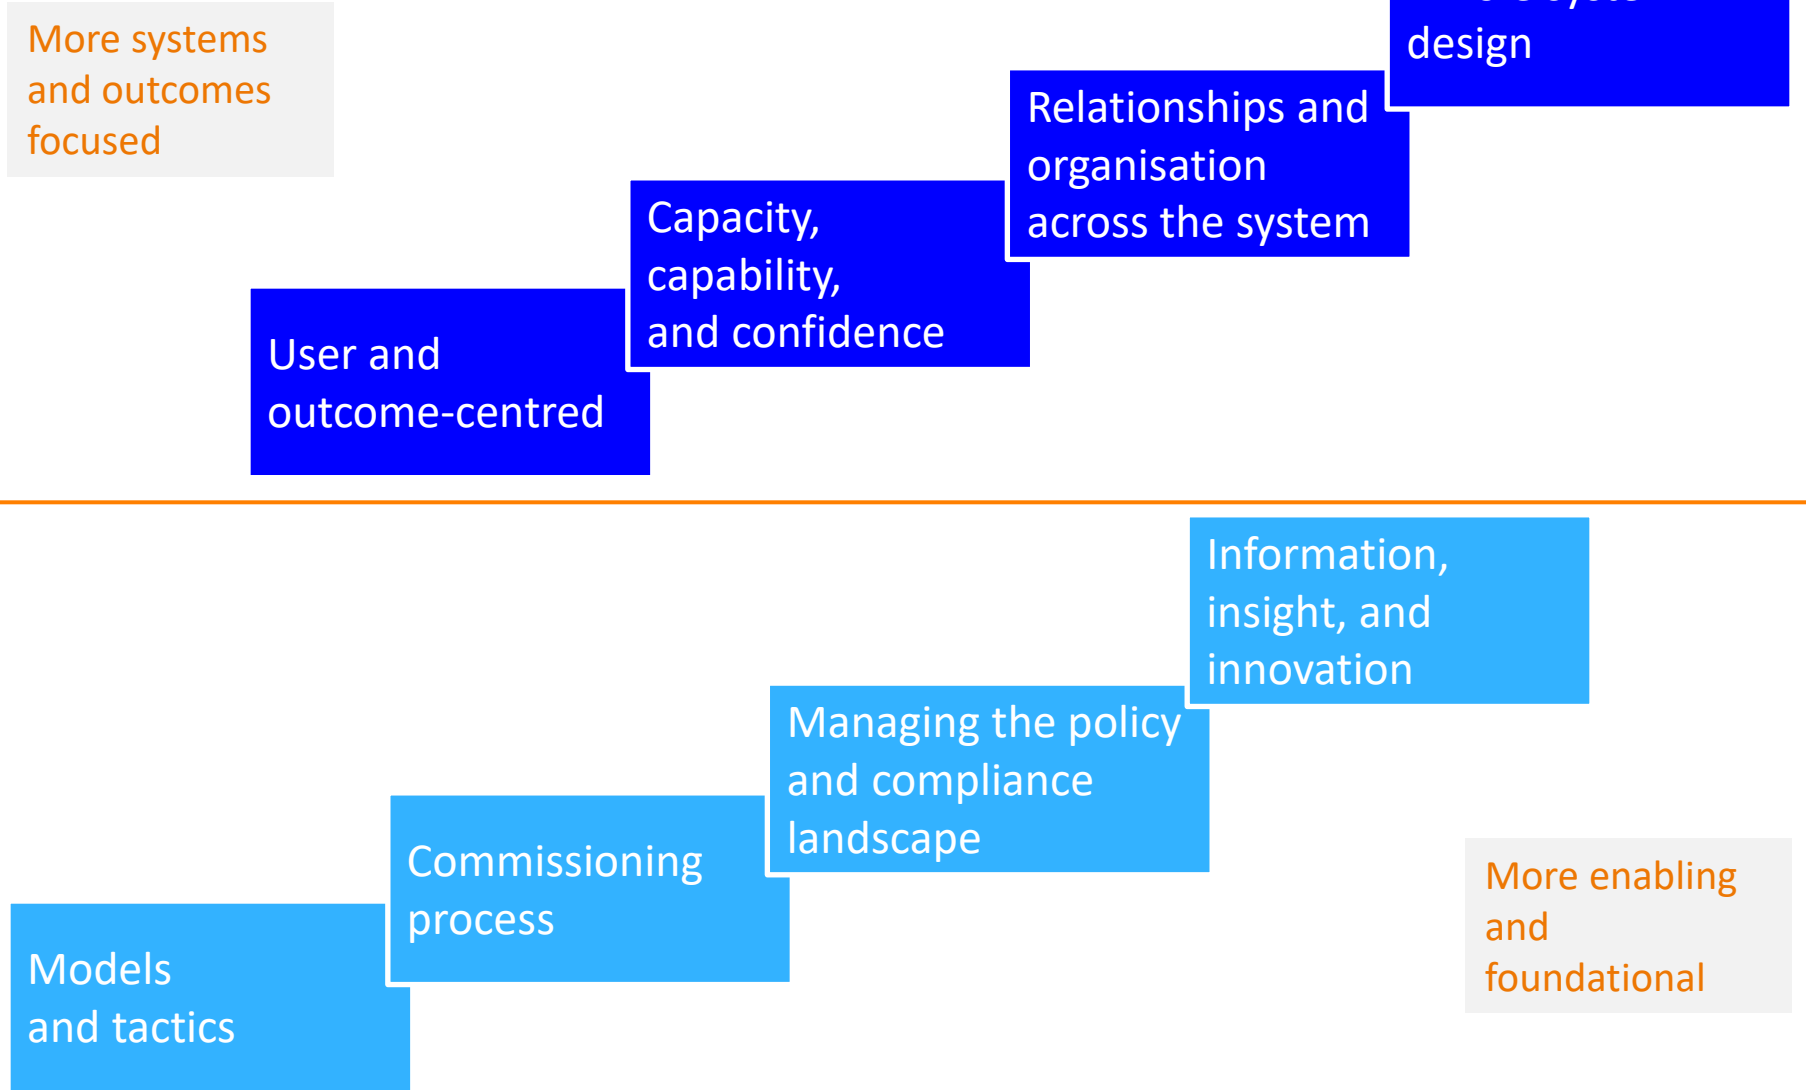 More systems
and outcomes
focused
design
Relationships and
organisation
across the system
Capacity,
capability,
and confidence
User and
outcome-centred
Information,
insight, and
innovation
Managing the policy
and compliance
landscape
Commissioning
process
Models
and tactics
More enabling
and
foundational